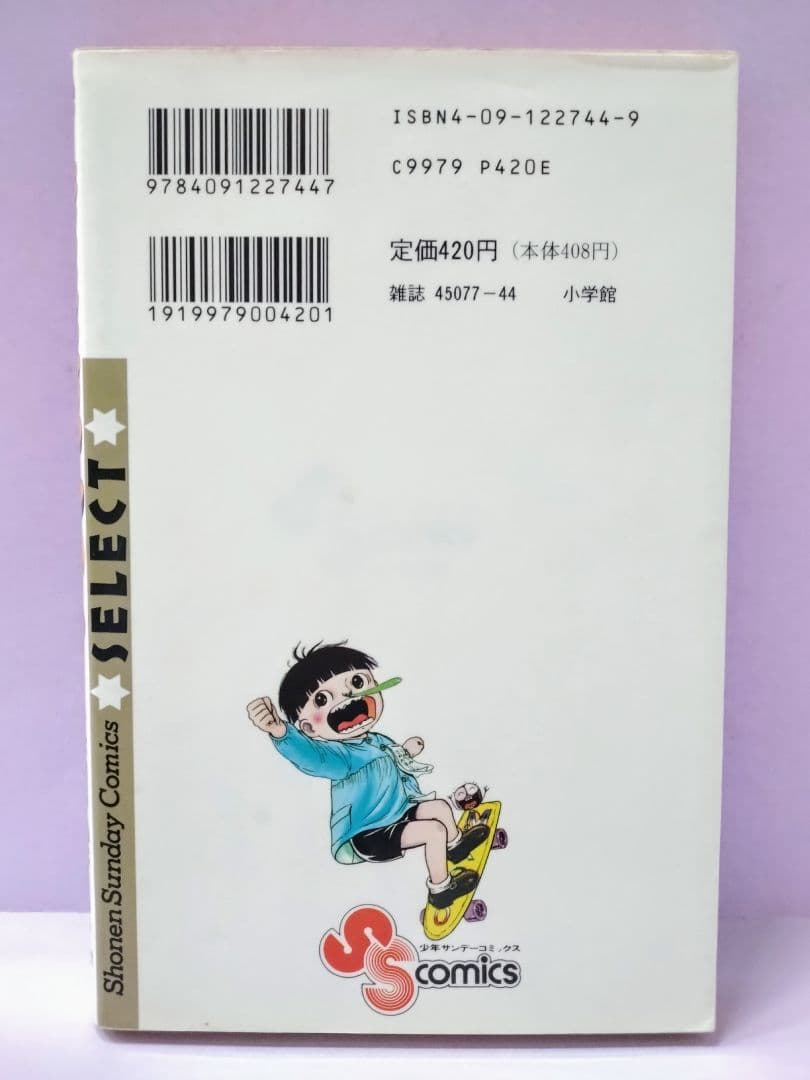 ISBN4-09-122744-9
9784091227447
C9979 P420E
定価420円（本体408円）
1919979004201
雑誌 45077-44 小学館
SELECT
Shonen Sunday Comics
少年サンデーコミックス
SS comics